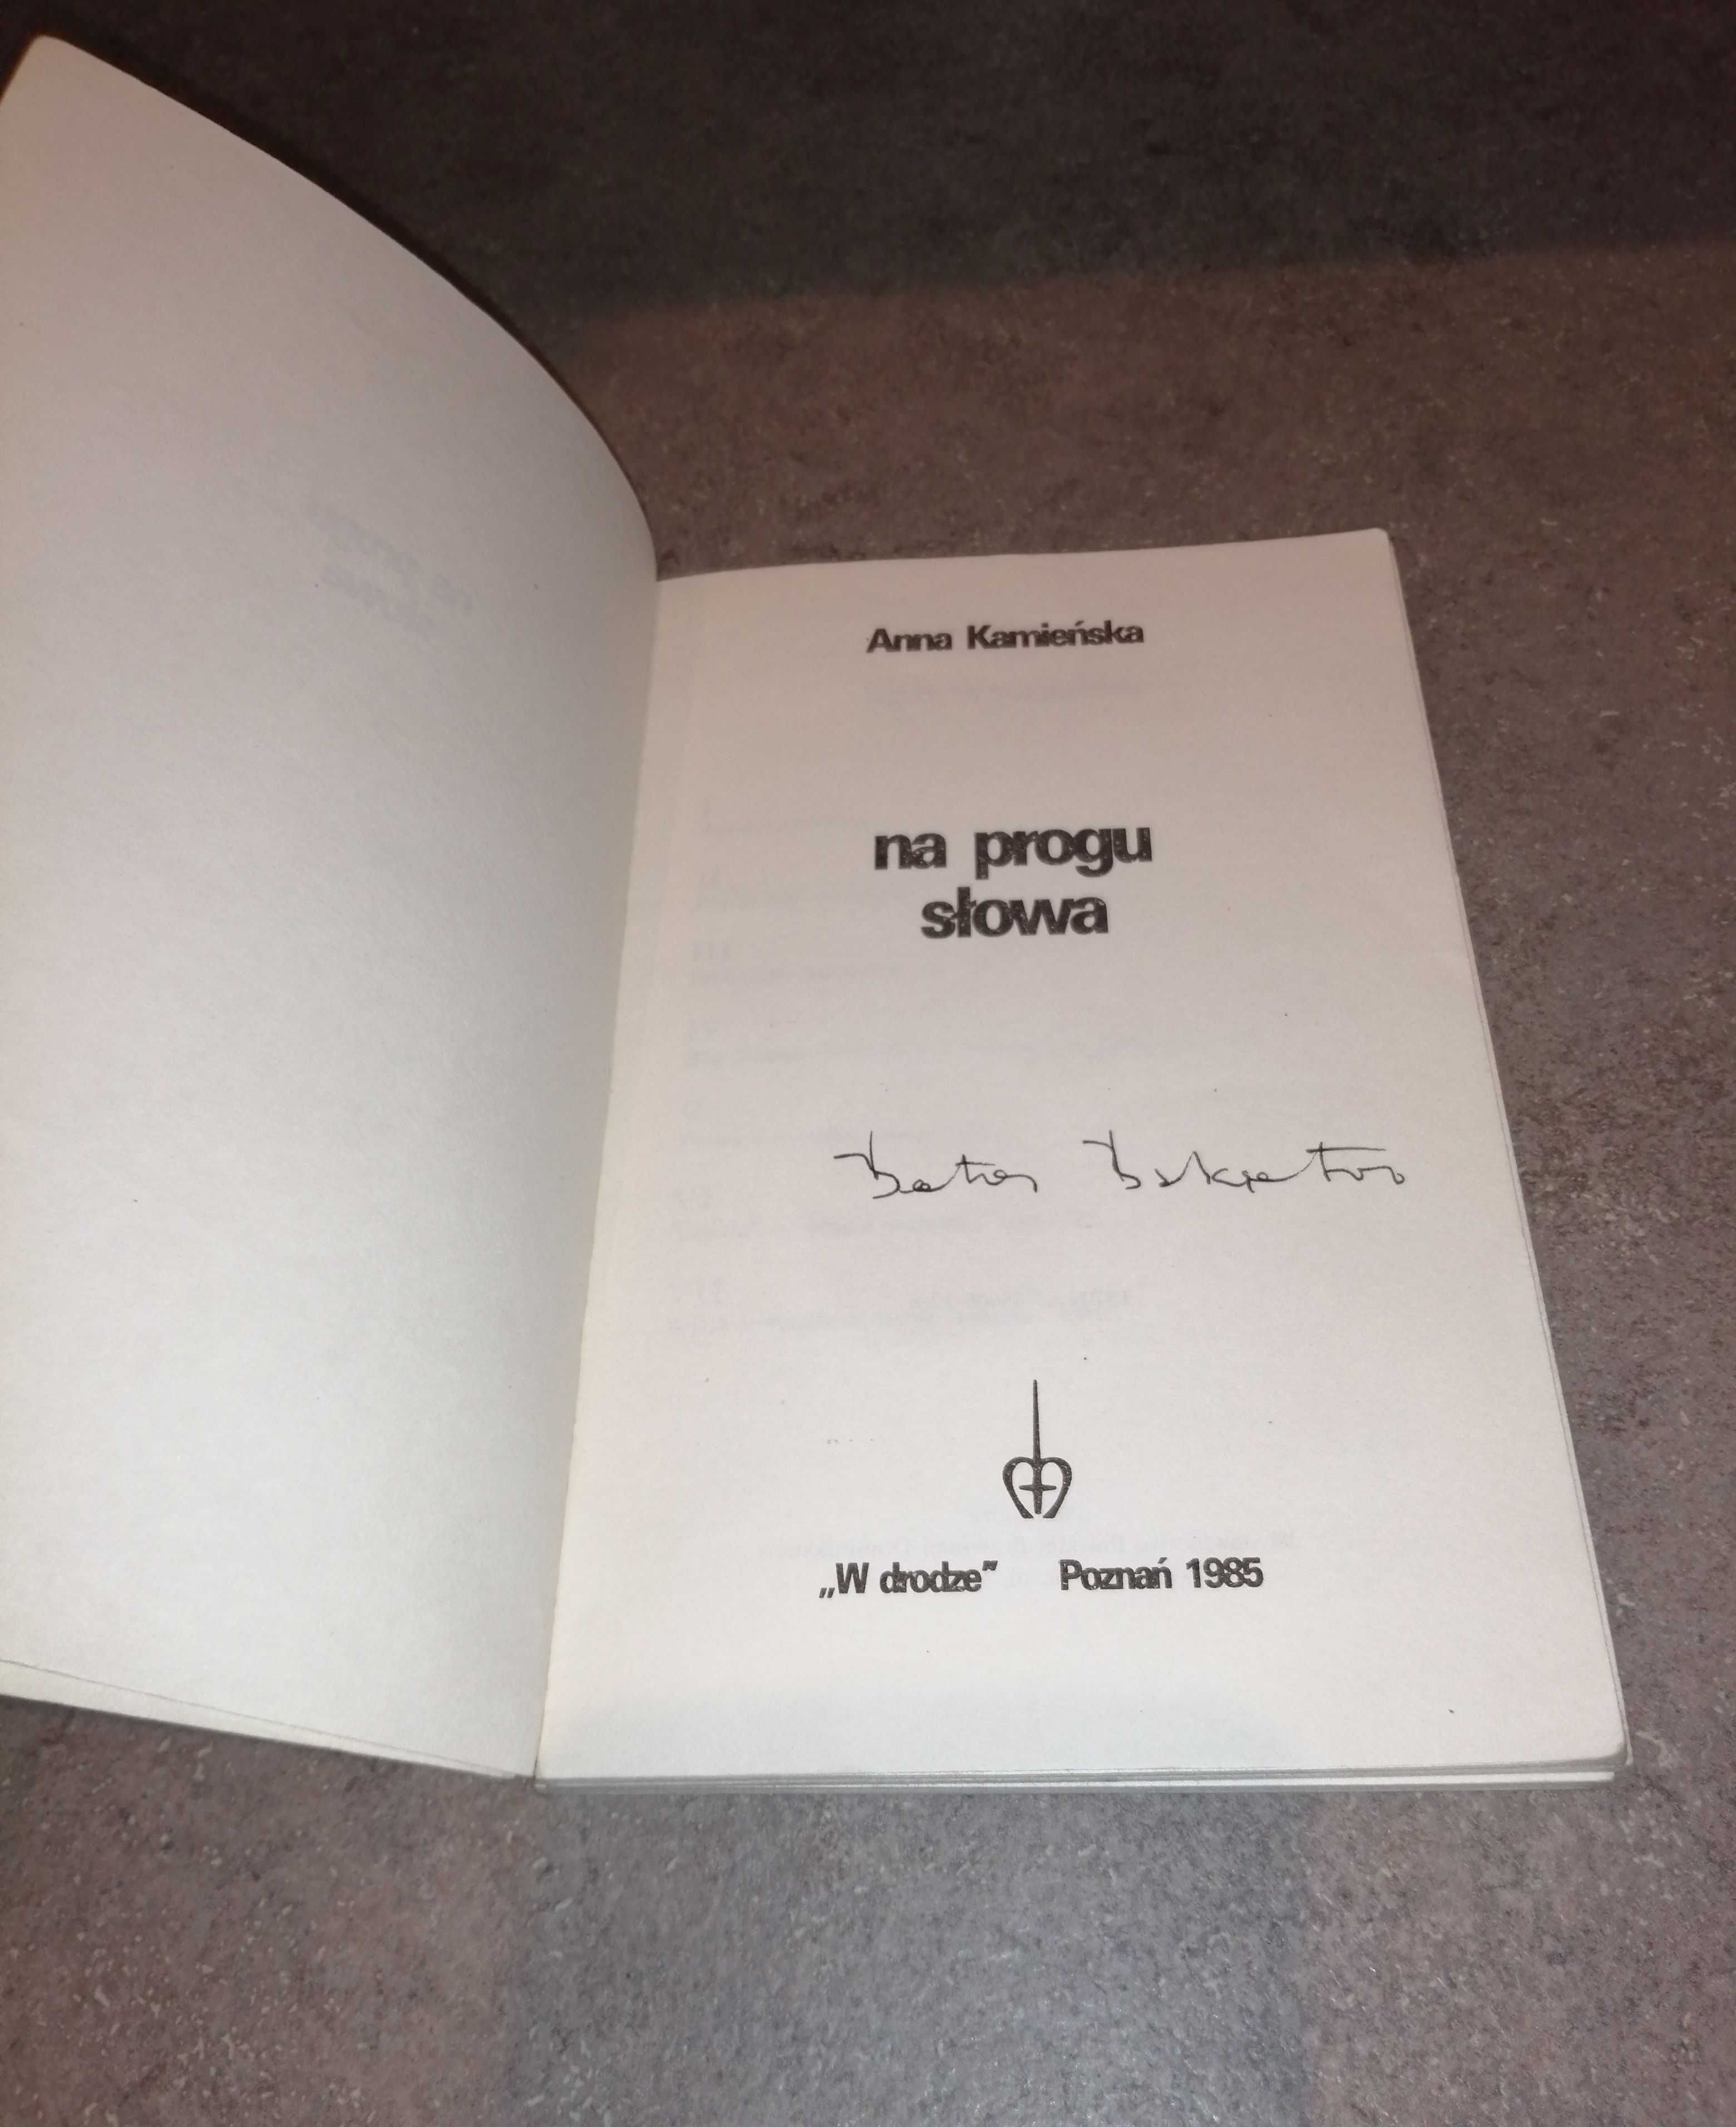 Anna Kamieńska
na progu
słowa
„W drodze” Poznań 1985